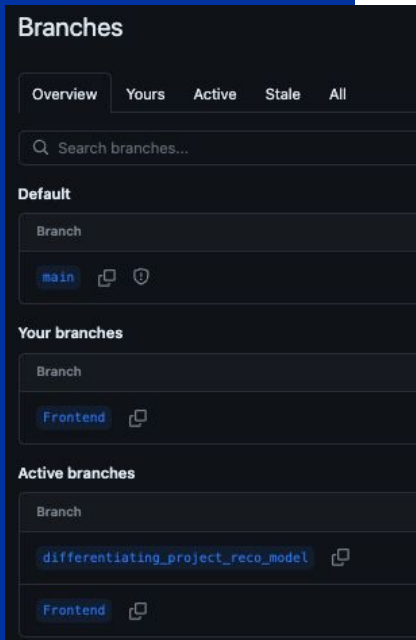 Branches
Overview Yours Active Stale All
Search branches...
Default
Branch
main
Your branches
Branch
Frontend
Active branches
Branch
differentiating_project_reco_model
Frontend